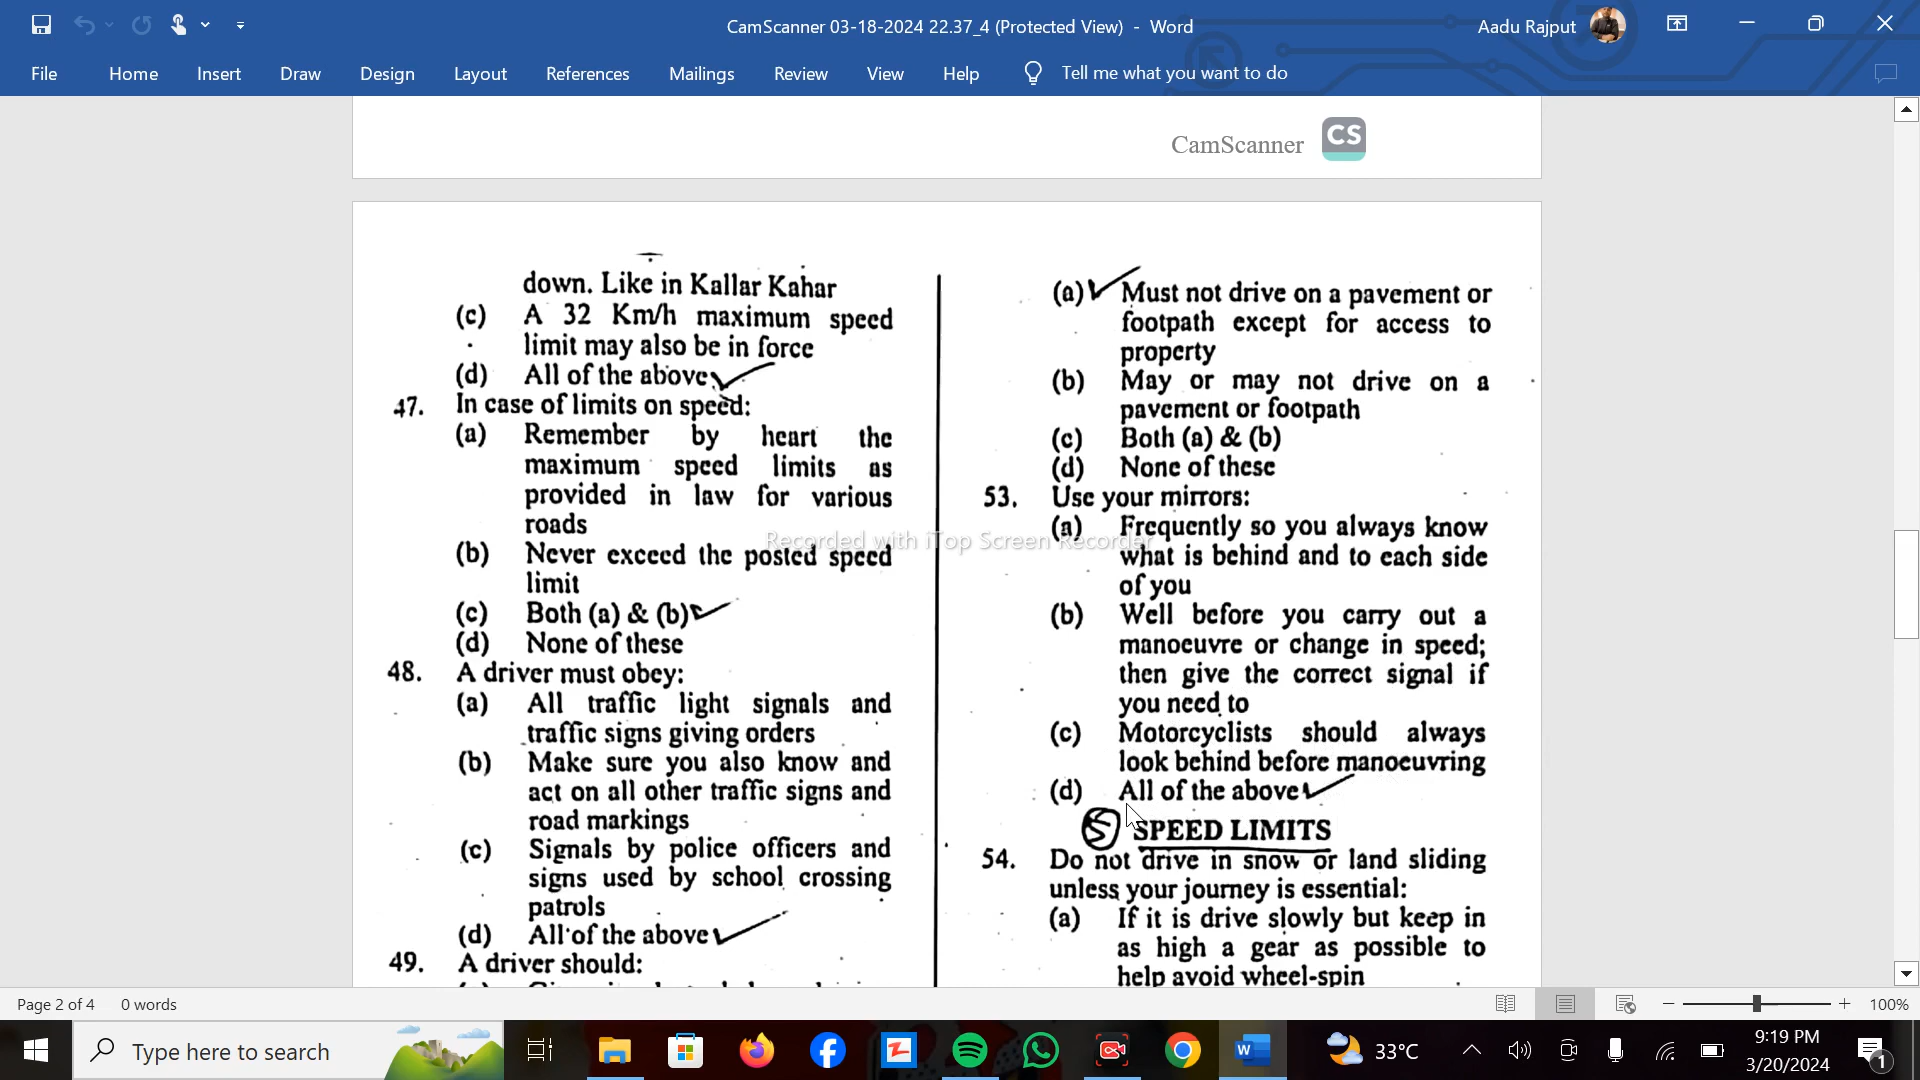 CamScanner 03-18-2024 22.37_4 (Protected View) - Word
Aadu Rajput
File Home Insert Draw Design Layout References Mailings Review View Help Tell me what you want to do
CamScanner CS
down. Like in Kallar Kahar
(c) A 32 Km/h maximum speed
limit may also be in force
(d) All of the above
47. In case of limits on speed:
(a) Remember by heart the
maximum speed limits as
provided in law for various
roads
(b) Never exceed the posted speed
limit
(c) Both (a) & (b)
(d) None of these
48. A driver must obey:
(a) All traffic light signals and
traffic signs giving orders
(b) Make sure you also know and
act on all other traffic signs and
road markings
(c) Signals by police officers and
signs used by school crossing
patrols
(d) All of the above
49. A driver should:
(a) Must not drive on a pavement or
footpath except for access to
property
(b) May or may not drive on a
pavement or footpath
(c) Both (a) & (b)
(d) None of these
53. Use your mirrors:
(a) Frequently so you always know
what is behind and to each side
of you
(b) Well before you carry out a
manoeuvre or change in speed;
then give the correct signal if
you need to
(c) Motorcyclists should always
look behind before manoeuvring
(d) All of the above
5 SPEED LIMITS
54. Do not drive in snow or land sliding
unless your journey is essential:
(a) If it is drive slowly but keep in
as high a gear as possible to
help avoid wheel-spin
Recorded with iTop Screen Recorder
Page 2 of 4 0 words
100%
Type here to search
33°C
9:19 PM
3/20/2024
1